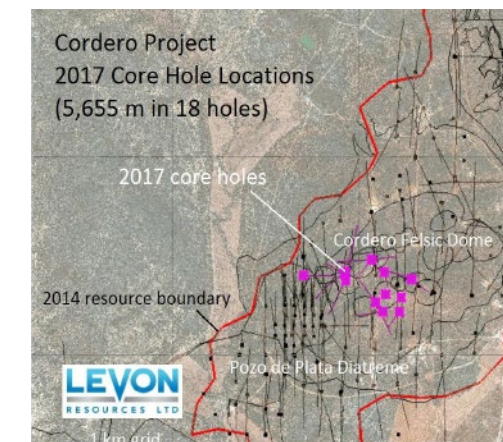 Cordero Project
2017 Core Hole Locations
(5,655 m in 18 holes)
2017 core holes
Cordero Felsic Dome
2014 resource boundary
Pozo de Plata Diatreme
LEVON
RESOURCES LTD
1 km grid